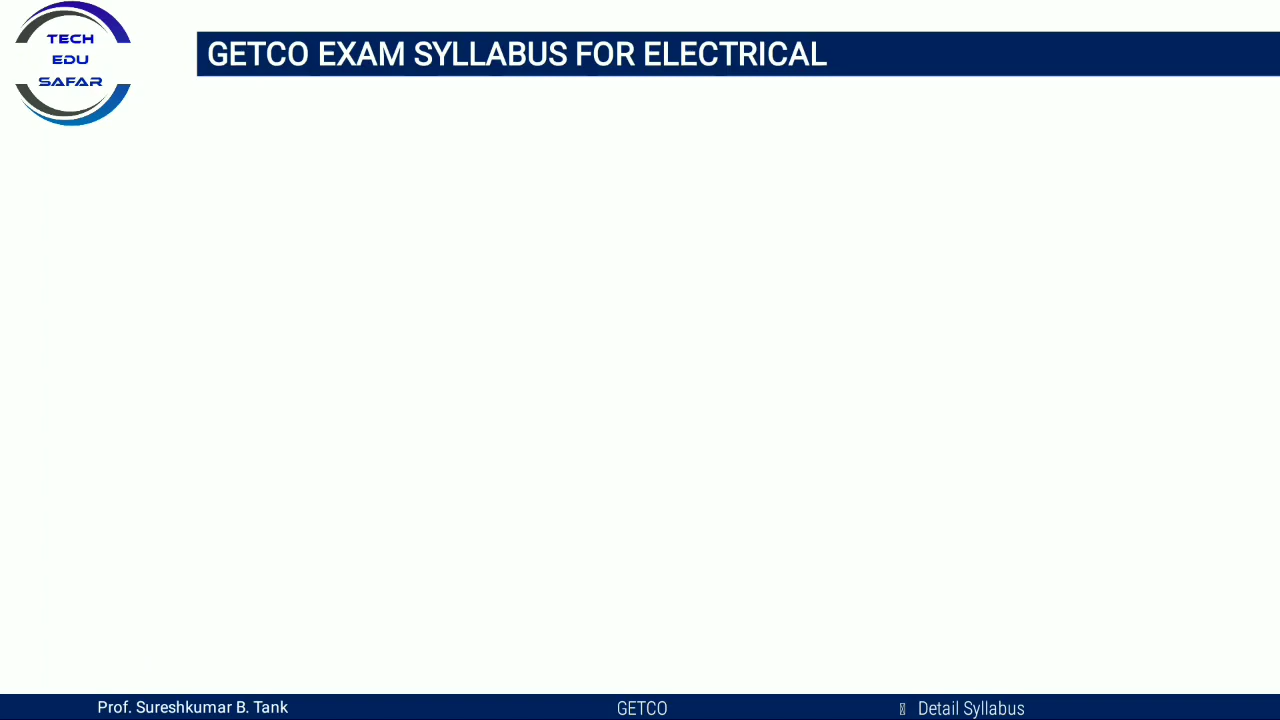 TECH
EDU
SAFAR
GETCO EXAM SYLLABUS FOR ELECTRICAL
Prof. Sureshkumar B. Tank
GETCO
Detail Syllabus